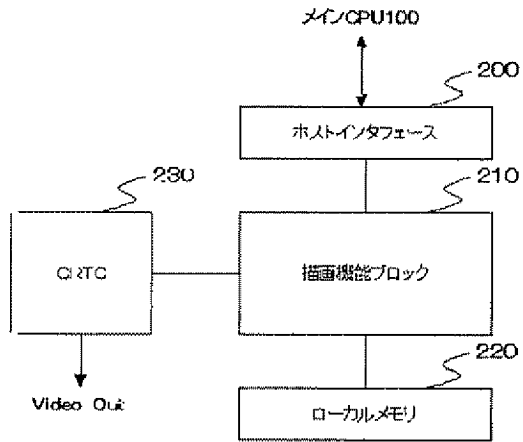 メインCPU100
200
ホストインタフェース
230
210
CRTC
描画機能ブロック
220
Video Out
ローカルメモリ